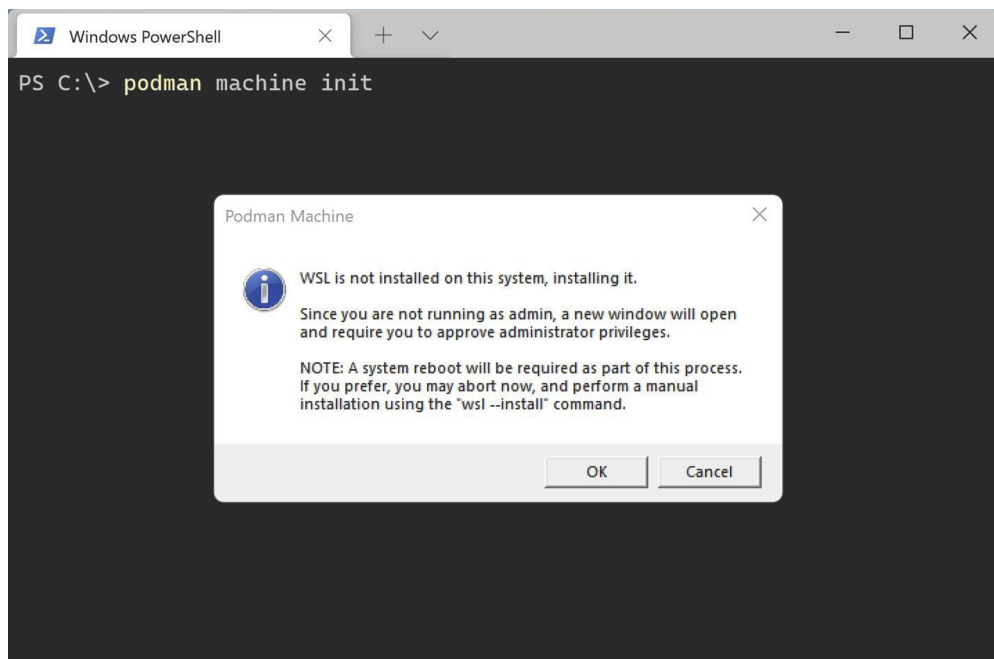 Windows PowerShell
PS C:\> podman machine init
Podman Machine
WSL is not installed on this system, installing it.
Since you are not running as admin, a new window will open
and require you to approve administrator privileges.
NOTE: A system reboot will be required as part of this process.
If you prefer, you may abort now, and perform a manual
installation using the "wsl --install" command.
OK Cancel